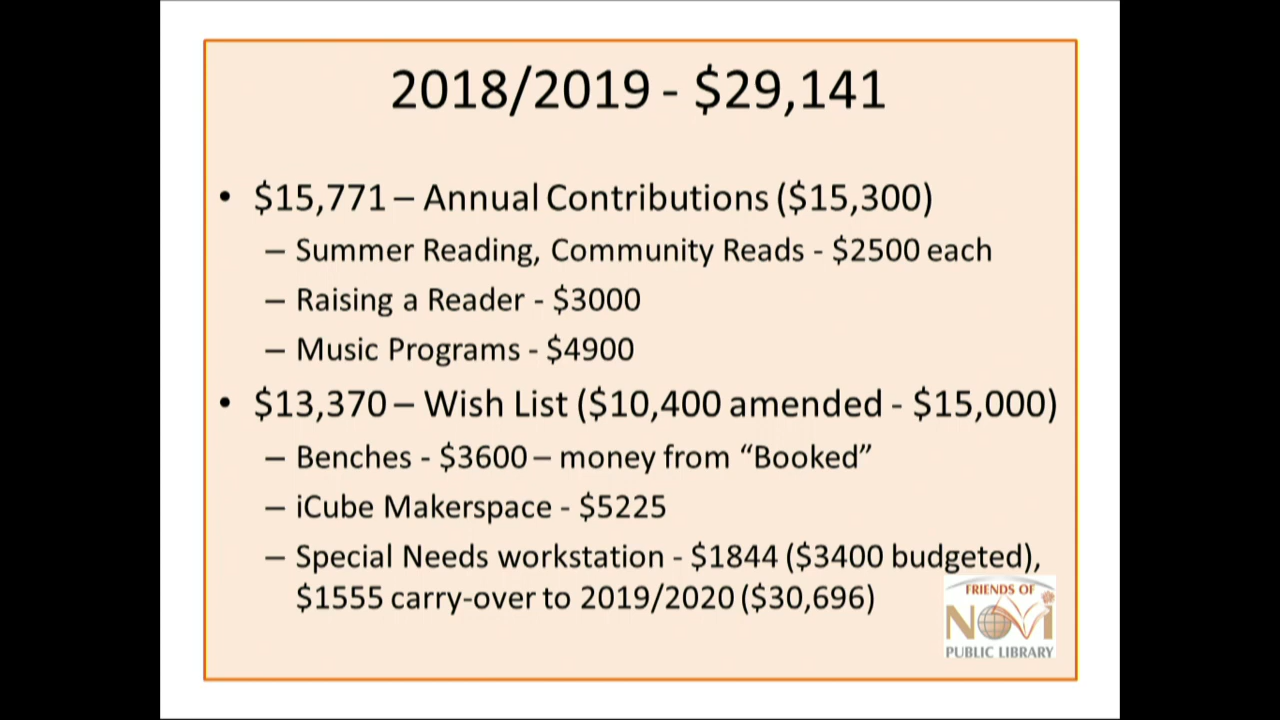 2018/2019 - $29,141
• $15,771 – Annual Contributions ($15,300)
– Summer Reading, Community Reads - $2500 each
– Raising a Reader - $3000
– Music Programs - $4900
• $13,370 – Wish List ($10,400 amended - $15,000)
– Benches - $3600 – money from “Booked”
– iCube Makerspace - $5225
– Special Needs workstation - $1844 ($3400 budgeted),
$1555 carry-over to 2019/2020 ($30,696)
FRIENDS OF
NOVI
PUBLIC LIBRARY